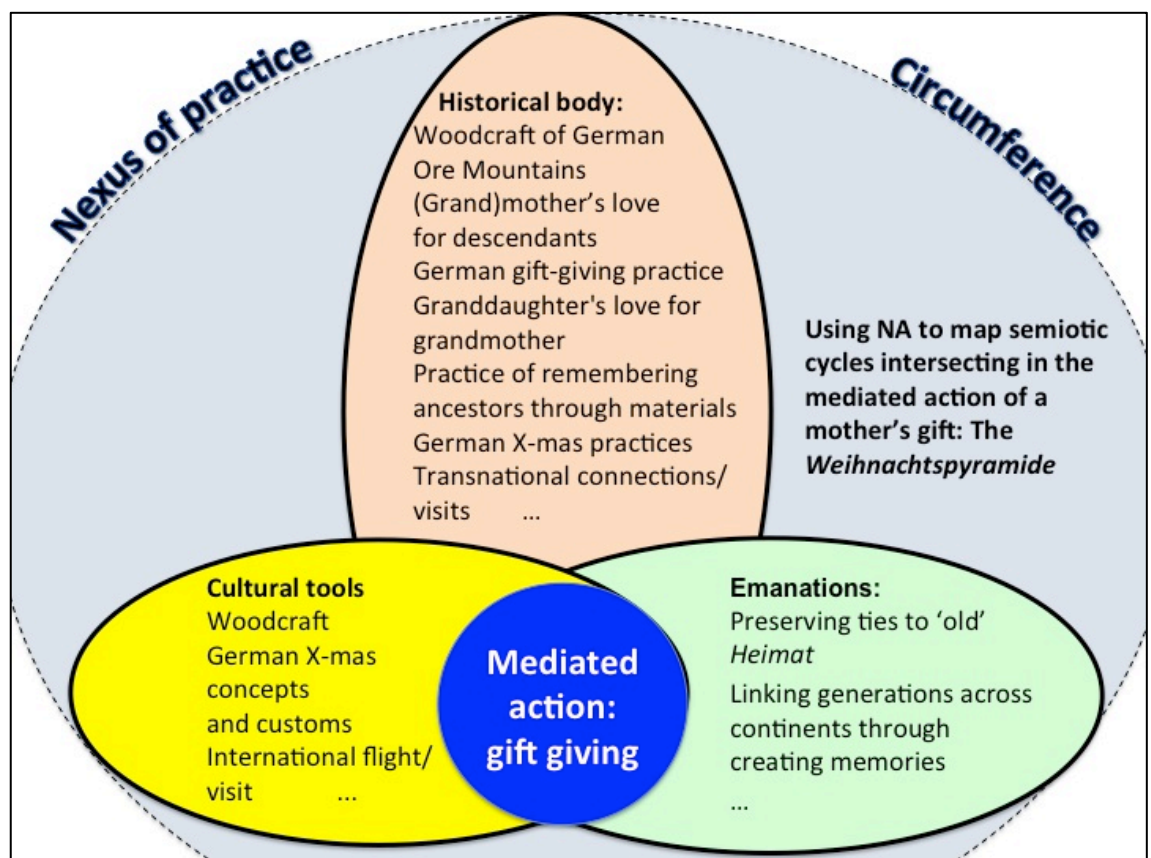 Nexus of practice
Circumference
Historical body:
Woodcraft of German
Ore Mountains
(Grand)mother’s love
for descendants
German gift-giving practice
Granddaughter's love for
grandmother
Practice of remembering
ancestors through materials
German X-mas practices
Transnational connections/
visits ...
Using NA to map semiotic
cycles intersecting in the
mediated action of a
mother’s gift: The
Weihnachtspyramide
Cultural tools
Woodcraft
German X-mas
concepts
and customs
International flight/
visit ...
Mediated
action:
gift giving
Emanations:
Preserving ties to ‘old’
Heimat
Linking generations across
continents through
creating memories
...